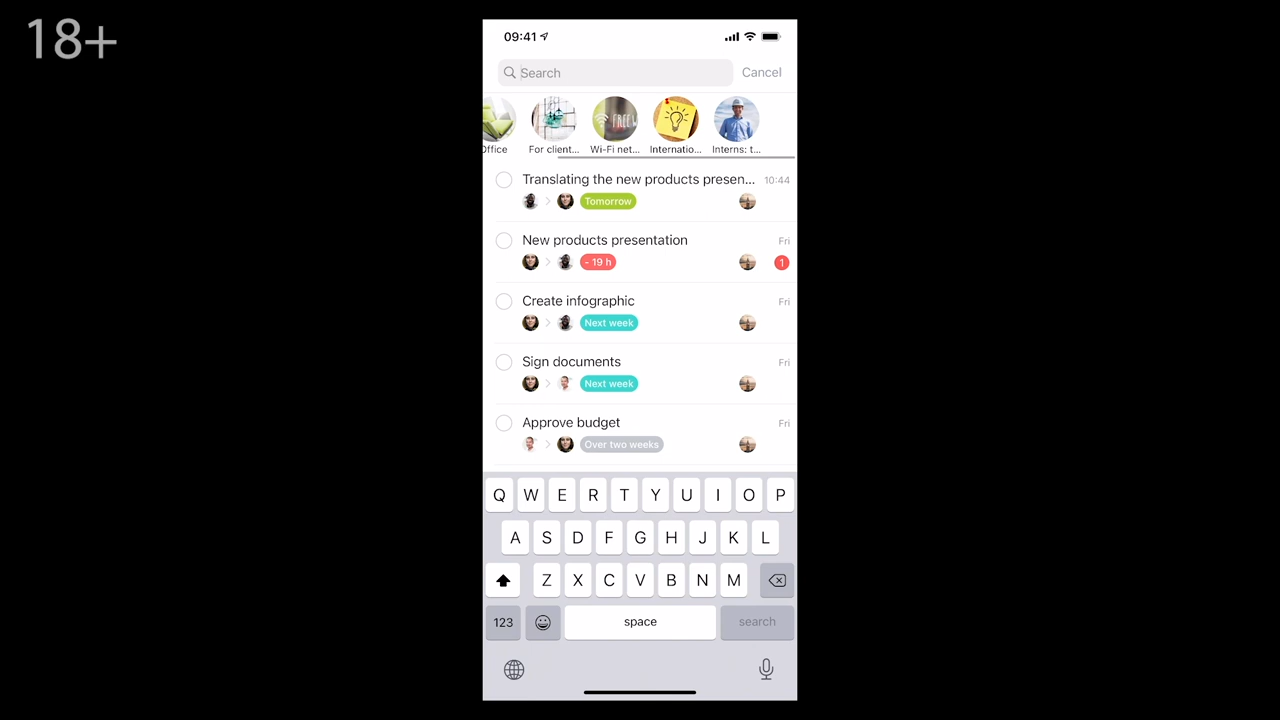 18+
09:41
Search
Cancel
Office
For client...
Wi-Fi net...
Internatio...
Interns: t...
FREE W
Translating the new products presen...
10:44
Tomorrow
New products presentation
Fri
- 19 h
1
Create infographic
Fri
Next week
Sign documents
Fri
Next week
Approve budget
Fri
Over two weeks
Q W E R T Y U I O P
A S D F G H J K L
Z X C V B N M
123
space
search